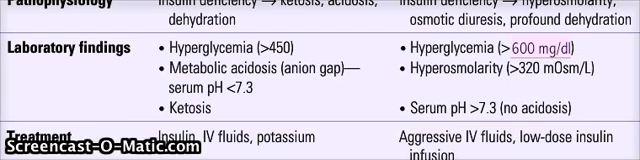 Pathophysiology
Insulin deficiency → ketosis, acidosis,
dehydration
Insulin deficiency → hyperosmolarity,
osmotic diuresis, profound dehydration
Laboratory findings
• Hyperglycemia (>450)
• Metabolic acidosis (anion gap)—
serum pH <7.3
• Ketosis
• Hyperglycemia (>600 mg/dl)
• Hyperosmolarity (>320 mOsm/L)
• Serum pH >7.3 (no acidosis)
Treatment
Insulin, IV fluids, potassium
Aggressive IV fluids, low-dose insulin
infusion
Screencast-O-Matic.com